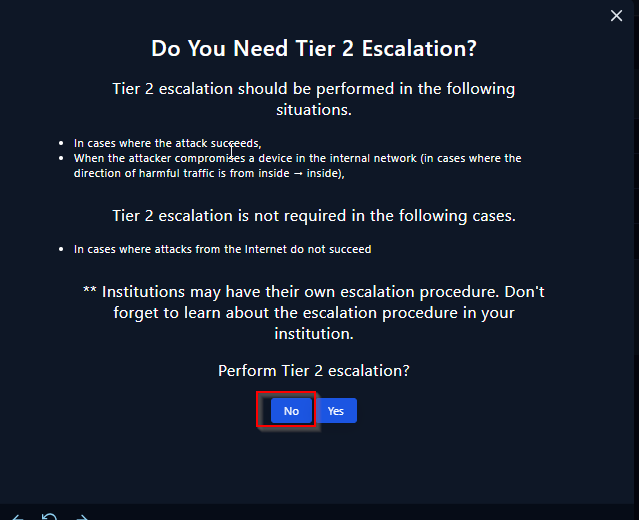 Do You Need Tier 2 Escalation?
Tier 2 escalation should be performed in the following
situations.
• In cases where the attack succeeds,
• When the attacker compromises a device in the internal network (in cases where the
direction of harmful traffic is from inside → inside),
Tier 2 escalation is not required in the following cases.
• In cases where attacks from the Internet do not succeed
** Institutions may have their own escalation procedure. Don't
forget to learn about the escalation procedure in your
institution.
Perform Tier 2 escalation?
No Yes